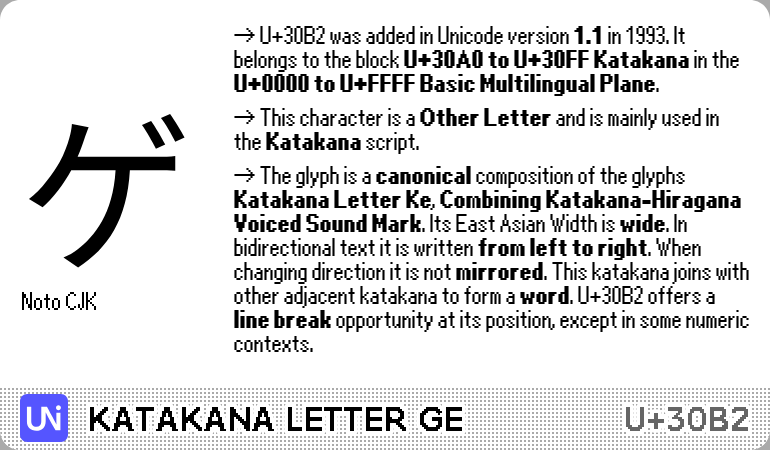 → U+30B2 was added in Unicode version 1.1 in 1993. It
belongs to the block U+30A0 to U+30FF Katakana in the
U+0000 to U+FFFF Basic Multilingual Plane.
→ This character is a Other Letter and is mainly used in
the Katakana script.
→ The glyph is a canonical composition of the glyphs
Katakana Letter Ke, Combining Katakana-Hiragana
Voiced Sound Mark. Its East Asian Width is wide. In
bidirectional text it is written from left to right. When
changing direction it is not mirrored. This katakana joins with
other adjacent katakana to form a word. U+30B2 offers a
line break opportunity at its position, except in some numeric
contexts.
ゲ
Noto CJK
UNi KATAKANA LETTER GE U+30B2